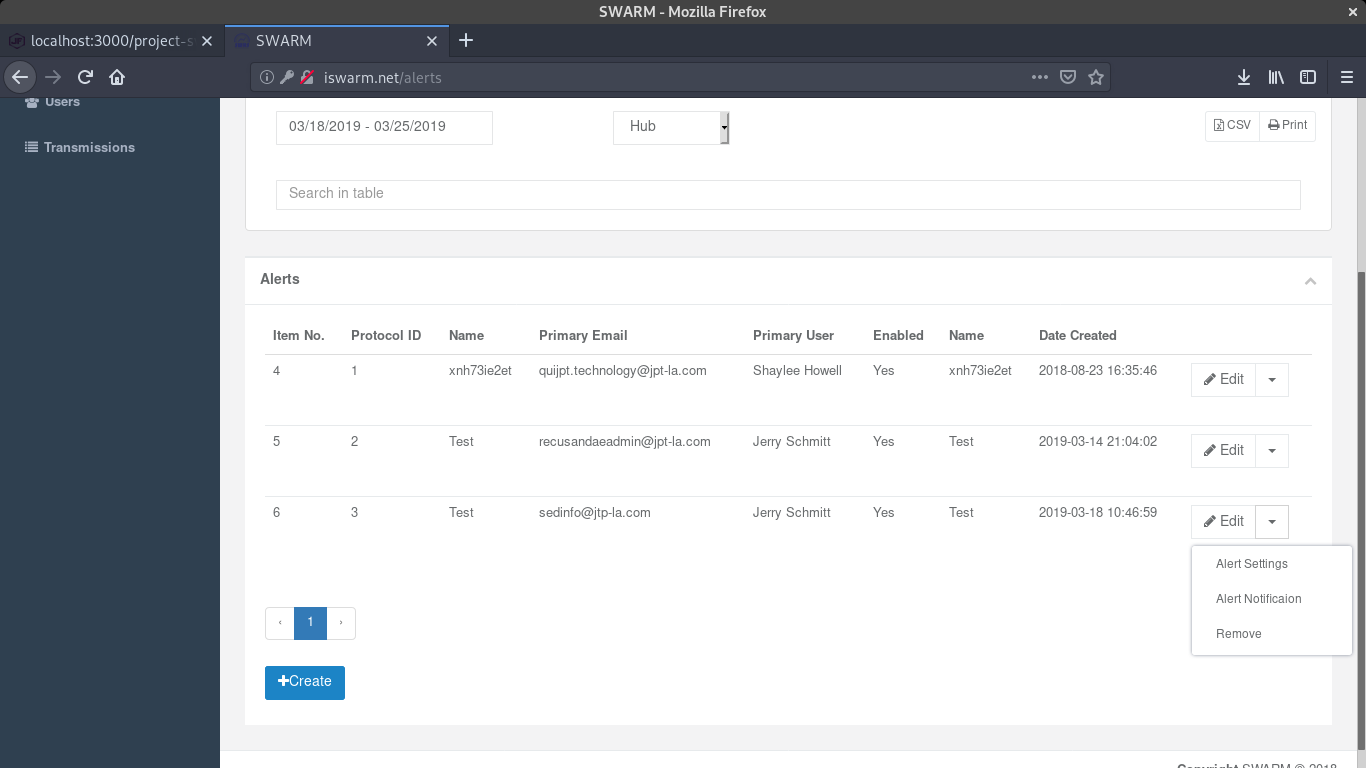 SWARM - Mozilla Firefox
localhost:3000/project-s
SWARM
iswarm.net/alerts
Users
Transmissions
03/18/2019 - 03/25/2019
Hub
CSV
Print
Search in table
Alerts
Item No. Protocol ID Name Primary Email Primary User Enabled Name Date Created
4 1 xnh73ie2et quijpt.technology@jpt-la.com Shaylee Howell Yes xnh73ie2et 2018-08-23 16:35:46 Edit
5 2 Test recusandaeadmin@jpt-la.com Jerry Schmitt Yes Test 2019-03-14 21:04:02 Edit
6 3 Test sedinfo@jtp-la.com Jerry Schmitt Yes Test 2019-03-18 10:46:59 Edit
Alert Settings
Alert Notificaion
Remove
‹ 1 ›
+Create
Copyright SWARM © 2018